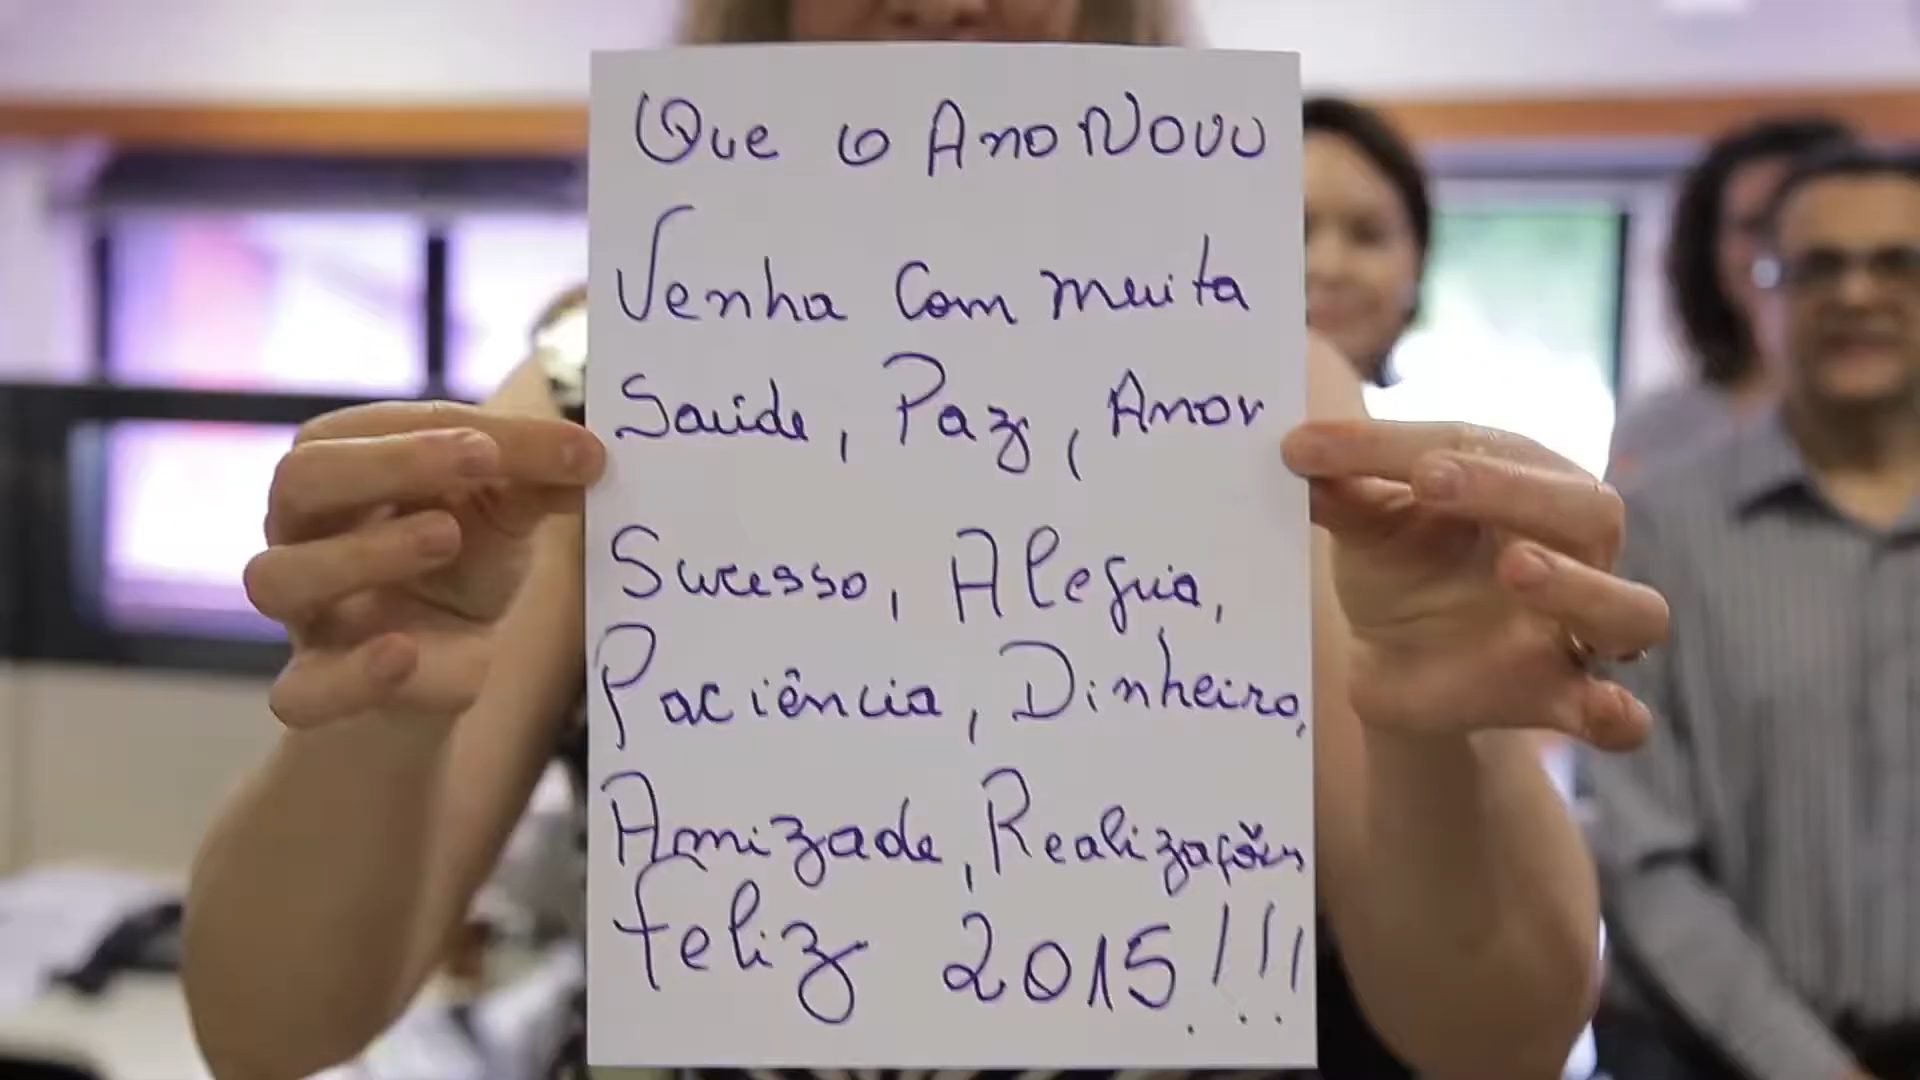 Que o Ano Novo
Venha Com muita
Saúde, Paz, Amor
Sucesso, Alegria,
Paciência, Dinheiro,
Amizade, Realizações
feliz 2015!!!